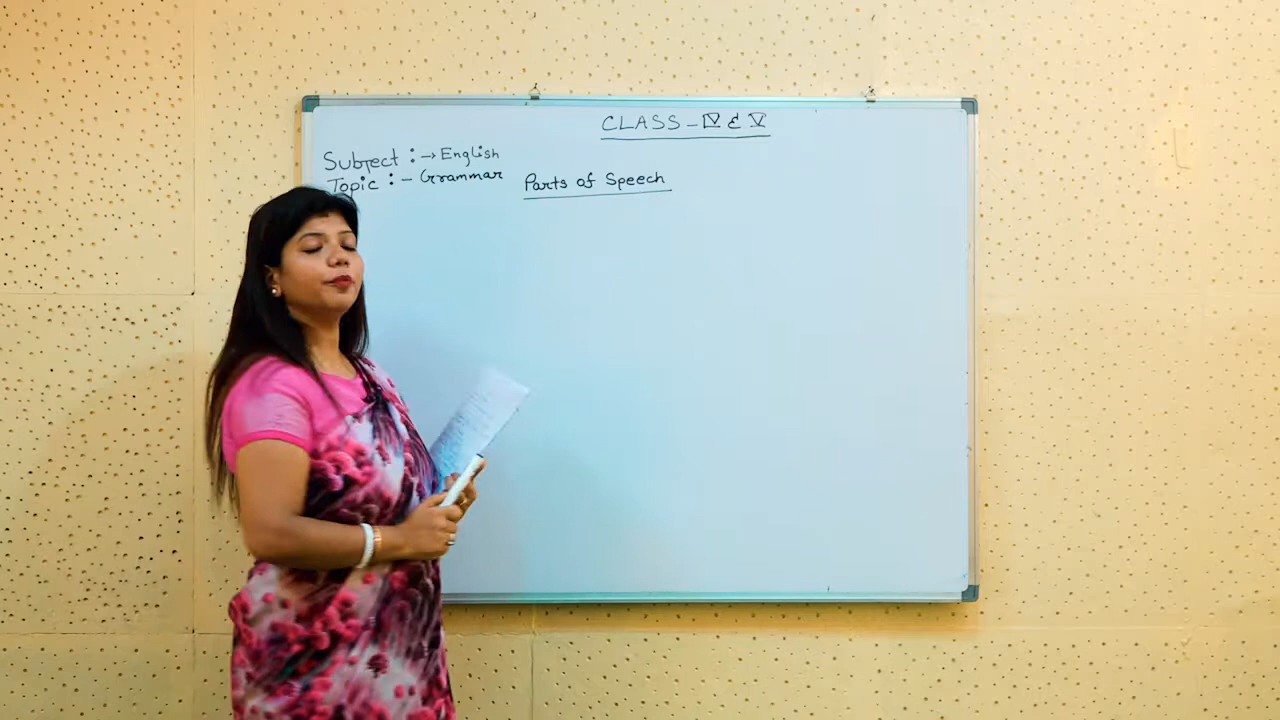 CLASS - IV & V
Subject : → English
Topic : - Grammar
Parts of Speech